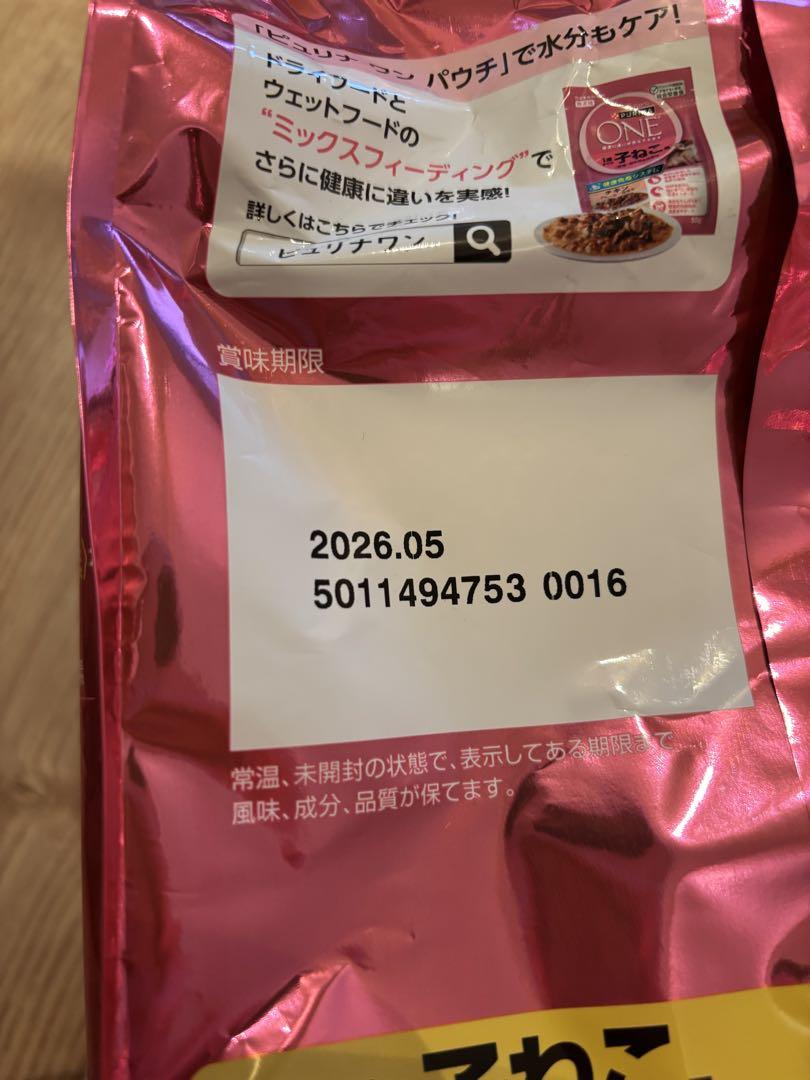 「ピュリナ ワン パウチ」で水分もケア!
ドライフードと
ウェットフードの
"ミックスフィーディング"で
さらに健康に違いを実感!
詳しくはこちらでチェック!
ピュリナワン
PURINA
ONE
子ねこ
賞味期限
2026.05
5011494753 0016
常温、未開封の状態で、表示してある期限まで
風味、成分、品質が保てます。
子ねこ